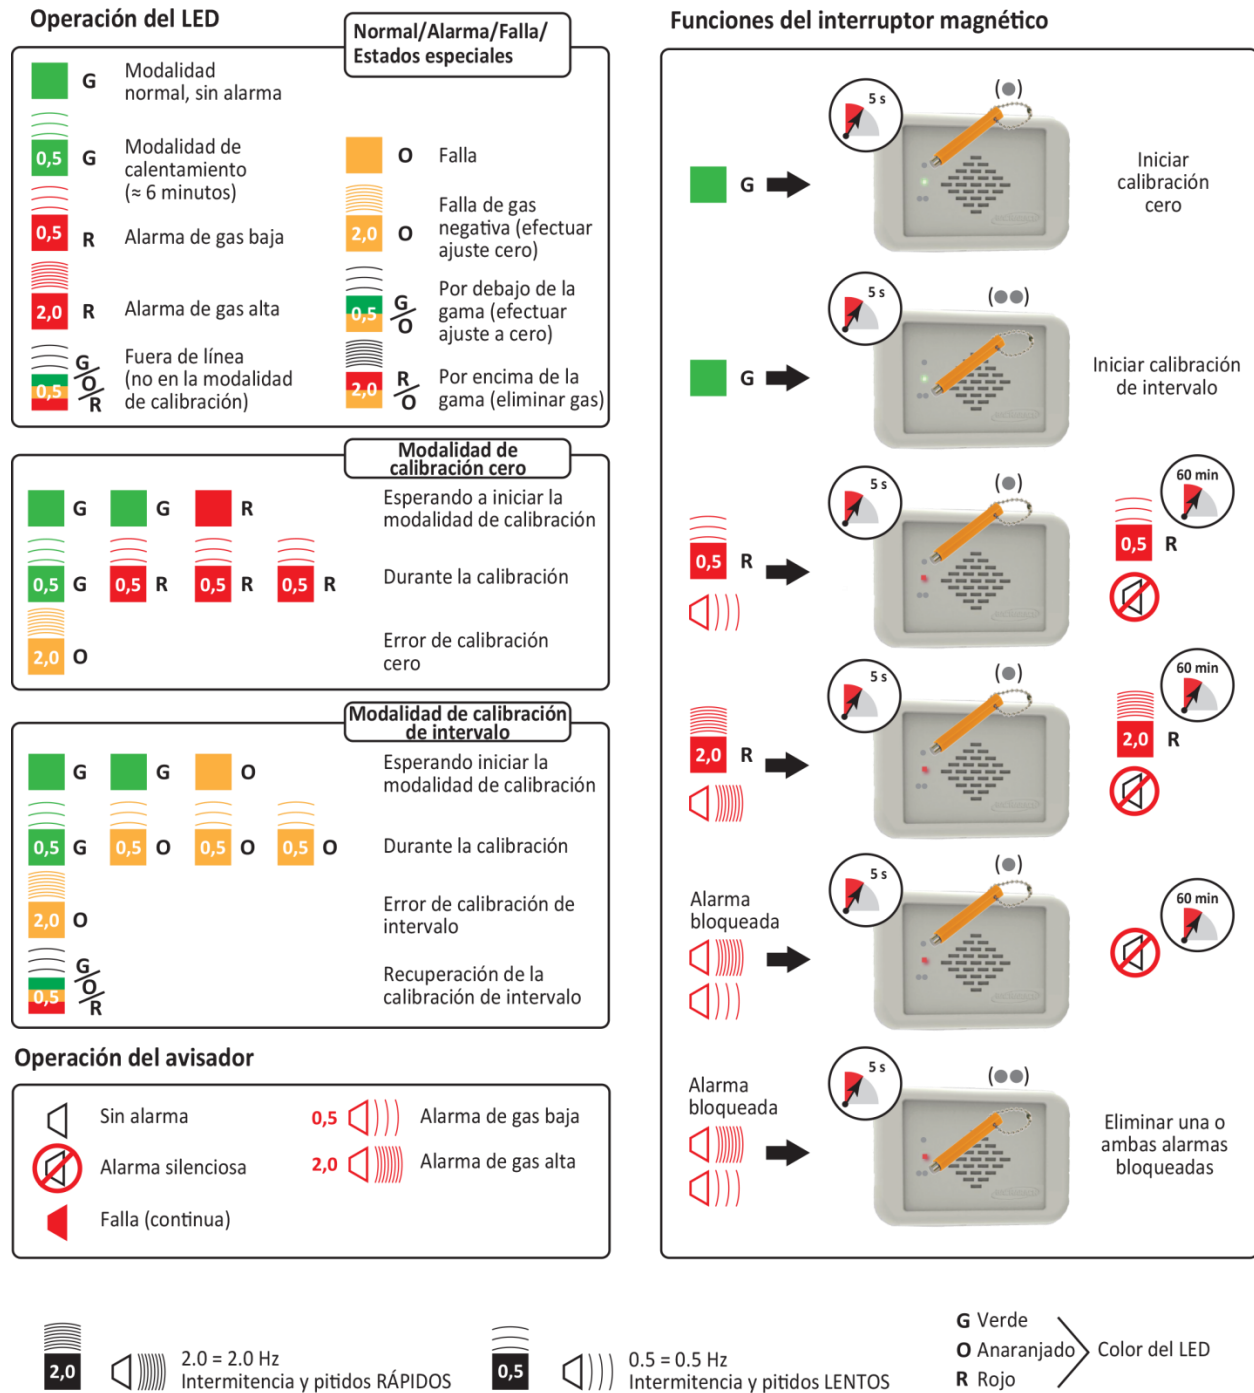 Operación del LED
Normal/Alarma/Falla/
Estados especiales
G
Modalidad
normal, sin alarma
0,5
G
Modalidad de
calentamiento
(≈ 6 minutos)
0,5
R
Alarma de gas baja
2,0
R
Alarma de gas alta
0,5
G/O/R
Fuera de línea
(no en la modalidad
de calibración)
O
Falla
2,0
O
Falla de gas
negativa (efectuar
ajuste cero)
0,5
G/O
Por debajo de la
gama (efectuar
ajuste a cero)
2,0
R/O
Por encima de la
gama (eliminar gas)
Modalidad de
calibración cero
G G R
Esperando a iniciar la
modalidad de calibración
0,5 G 0,5 R 0,5 R 0,5 R
Durante la calibración
2,0 O
Error de calibración
cero
Modalidad de calibración
de intervalo
G G O
Esperando iniciar la
modalidad de calibración
0,5 G 0,5 O 0,5 O 0,5 O
Durante la calibración
2,0 O
Error de calibración de
intervalo
0,5 G/O/R
Recuperación de la
calibración de intervalo
Operación del avisador
Sin alarma
Alarma silenciosa
Falla (continua)
0,5 Alarma de gas baja
2,0 Alarma de gas alta
Funciones del interruptor magnético
G
5 s
Iniciar
calibración
cero
G
5 s
Iniciar calibración
de intervalo
0,5 R
5 s
60 min
0,5 R
2,0 R
5 s
60 min
2,0 R
Alarma
bloqueada
5 s
60 min
Alarma
bloqueada
5 s
Eliminar una o
ambas alarmas
bloqueadas
2,0
2.0 = 2.0 Hz
Intermitencia y pitidos RÁPIDOS
0,5
0.5 = 0.5 Hz
Intermitencia y pitidos LENTOS
G Verde
O Anaranjado
R Rojo
Color del LED